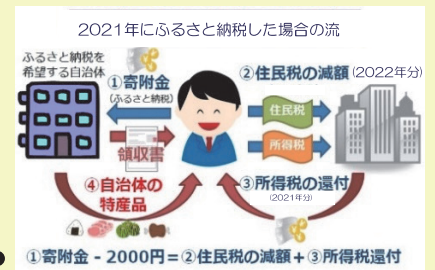 2021年にふるさと納税した場合の流
ふるさと納税を
希望する自治体
①寄附金
(ふるさと納税)
領収書
②住民税の減額(2022年分)
住民税
所得税
③所得税の還付
(2021年分)
④自治体の
特産品
①寄附金－2000円＝②住民税の減額＋③所得税還付